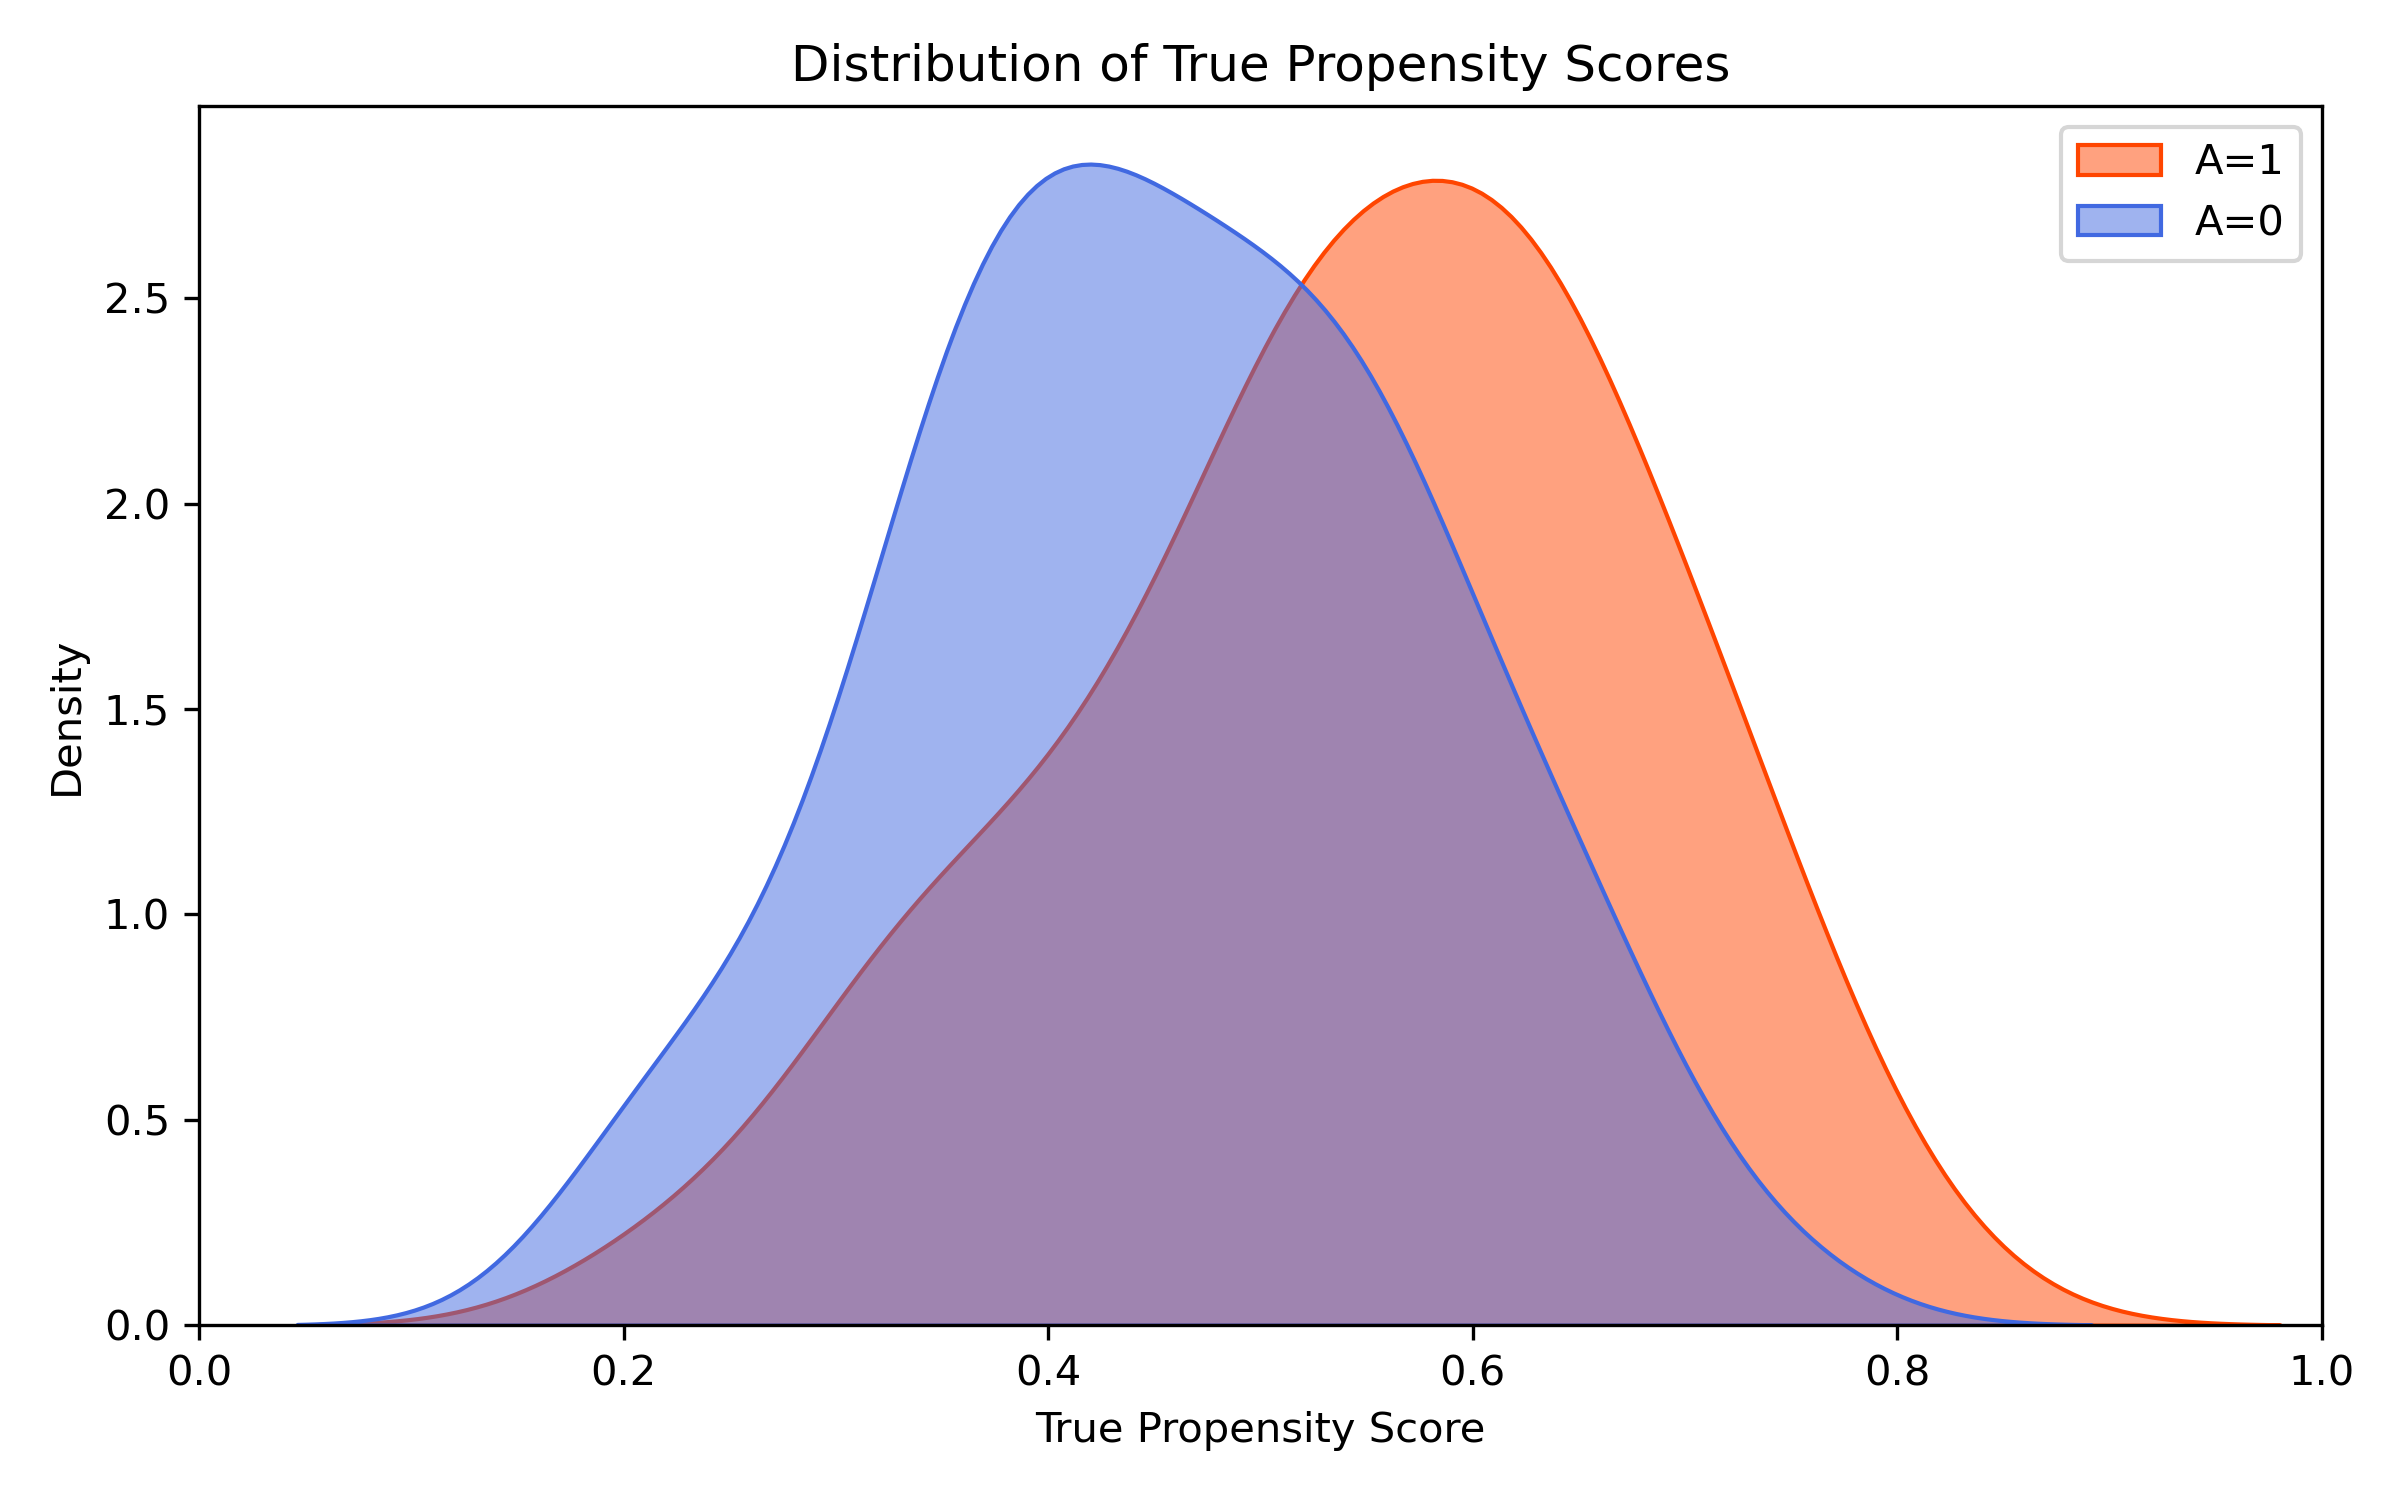 Distribution of True Propensity Scores
A=1
A=0
Density
2.5
2.0
1.5
1.0
0.5
0.0
0.0 0.2 0.4 0.6 0.8 1.0
True Propensity Score